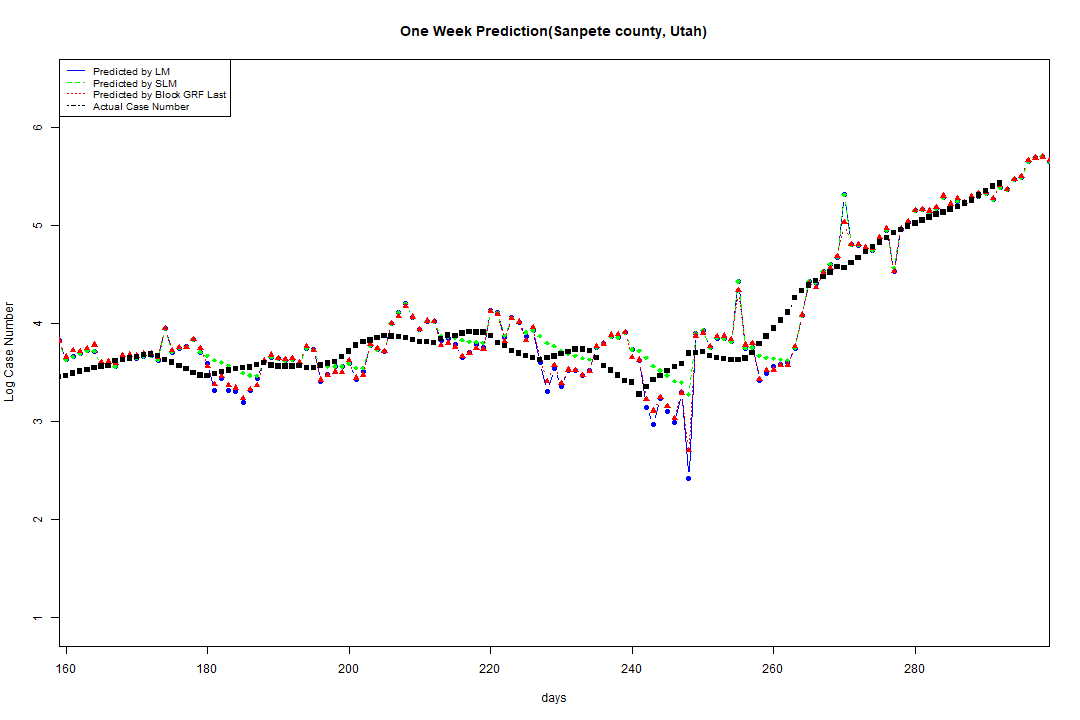 One Week Prediction(Sanpete county, Utah)
Predicted by LM
Predicted by SLM
Predicted by Block GRF Last
Actual Case Number
6
5
4
3
2
1
Log Case Number
160 180 200 220 240 260 280
days